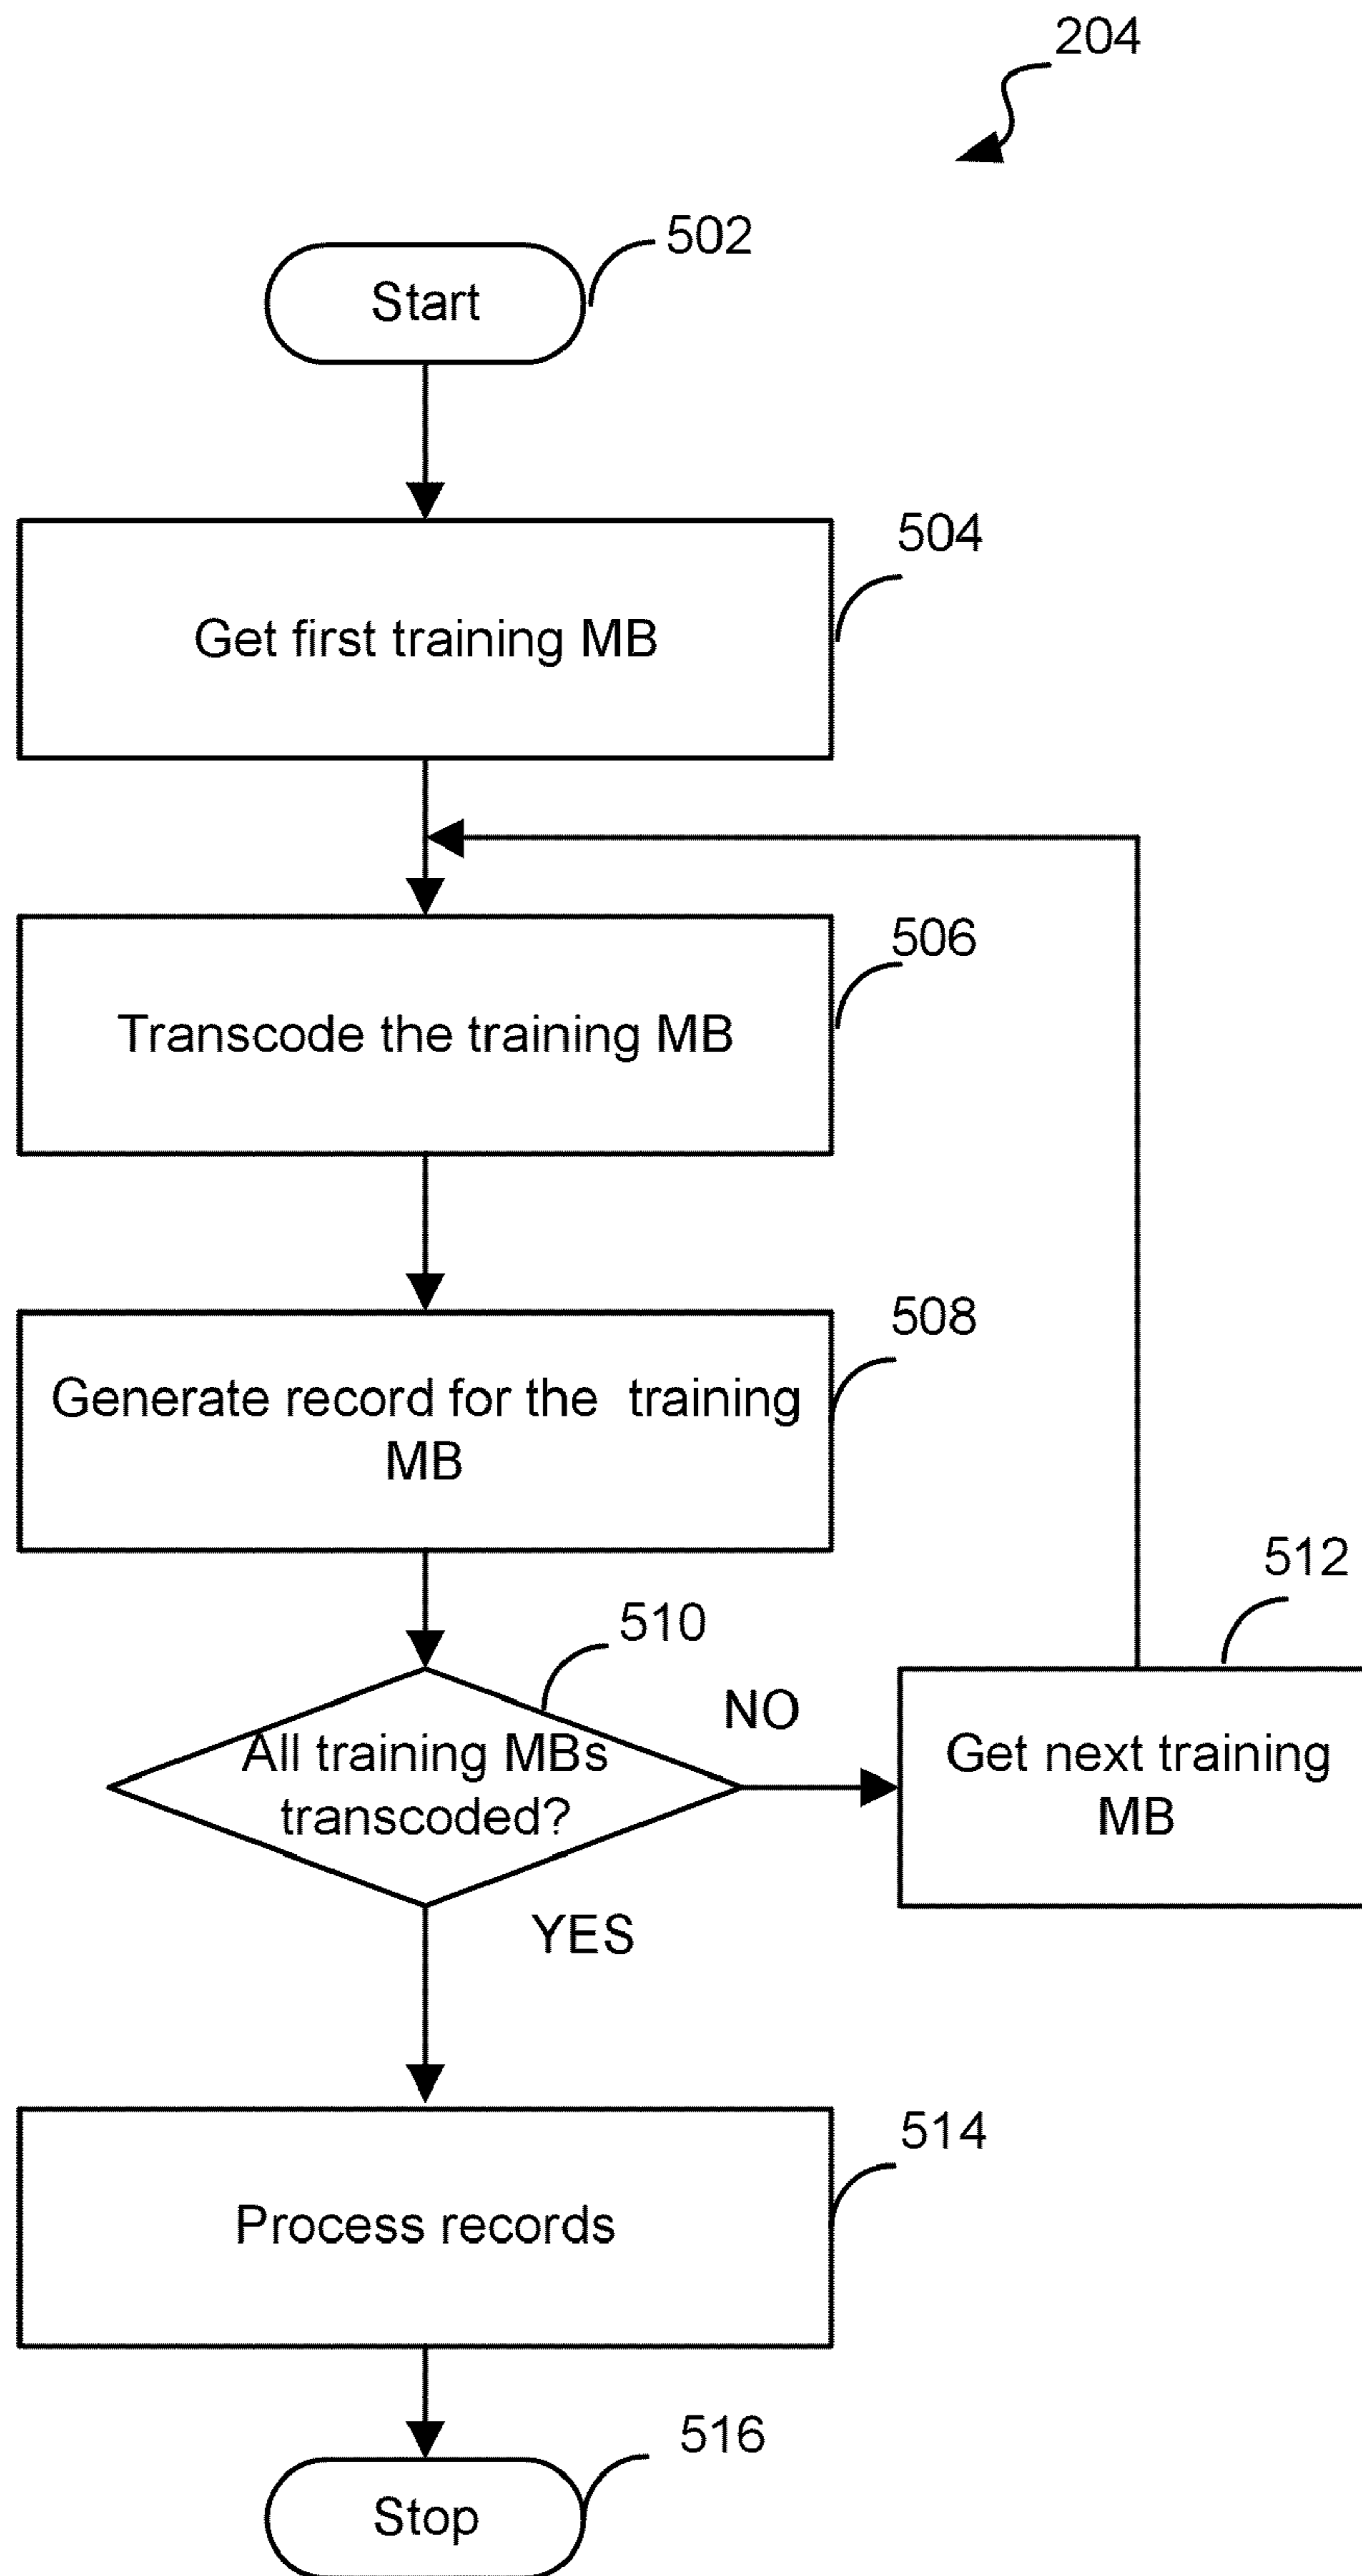 204
502
Start
504
Get first training MB
506
Transcode the training MB
508
Generate record for the  training
MB
510
All training MBs
transcoded?
NO
512
Get next training
MB
YES
514
Process records
516
Stop